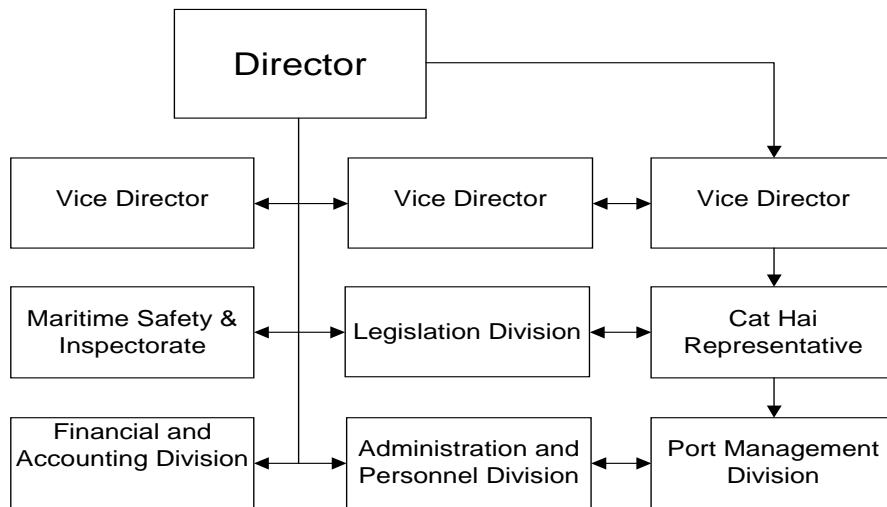 Director
Vice Director
Vice Director
Vice Director
Maritime Safety &
Inspectorate
Legislation Division
Cat Hai
Representative
Financial and
Accounting Division
Administration and
Personnel Division
Port Management
Division